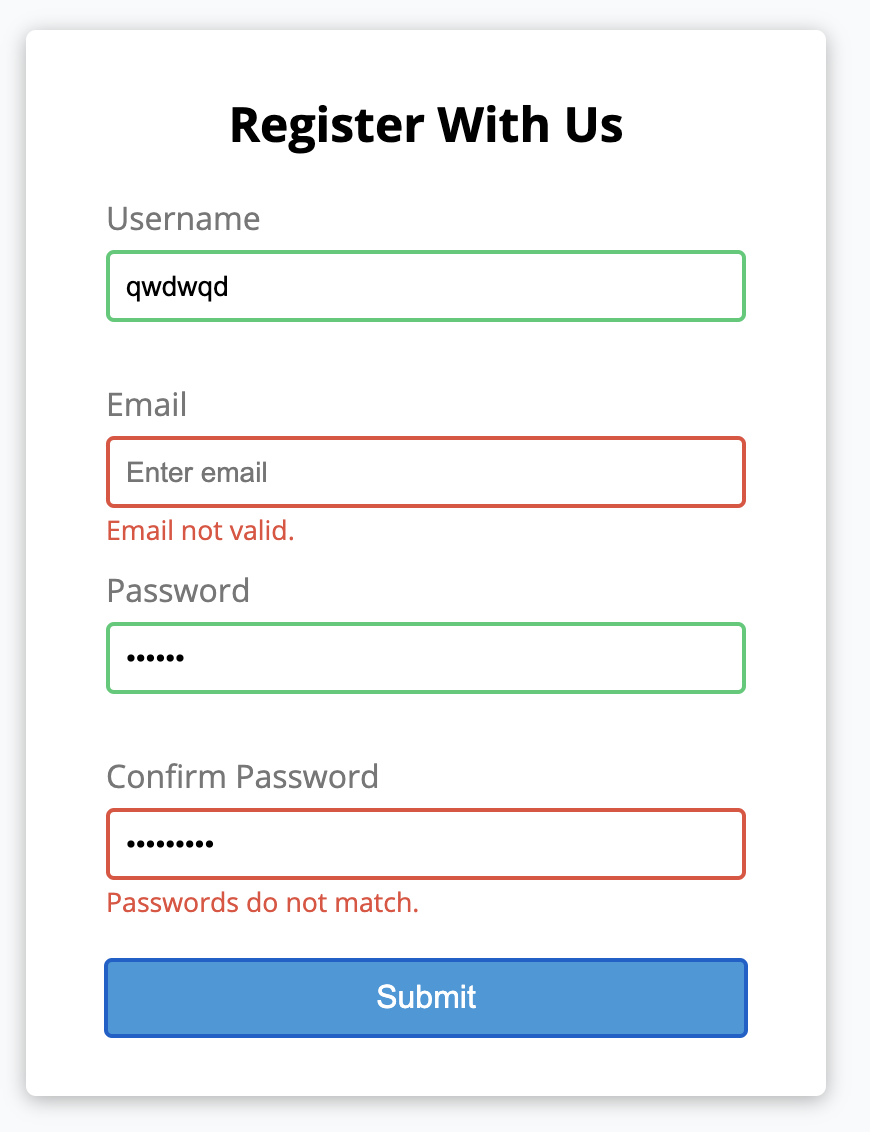 Register With Us
Username
qwdwqd
Email
Enter email
Email not valid.
Password
••••••
Confirm Password
•••••••••
Passwords do not match.
Submit